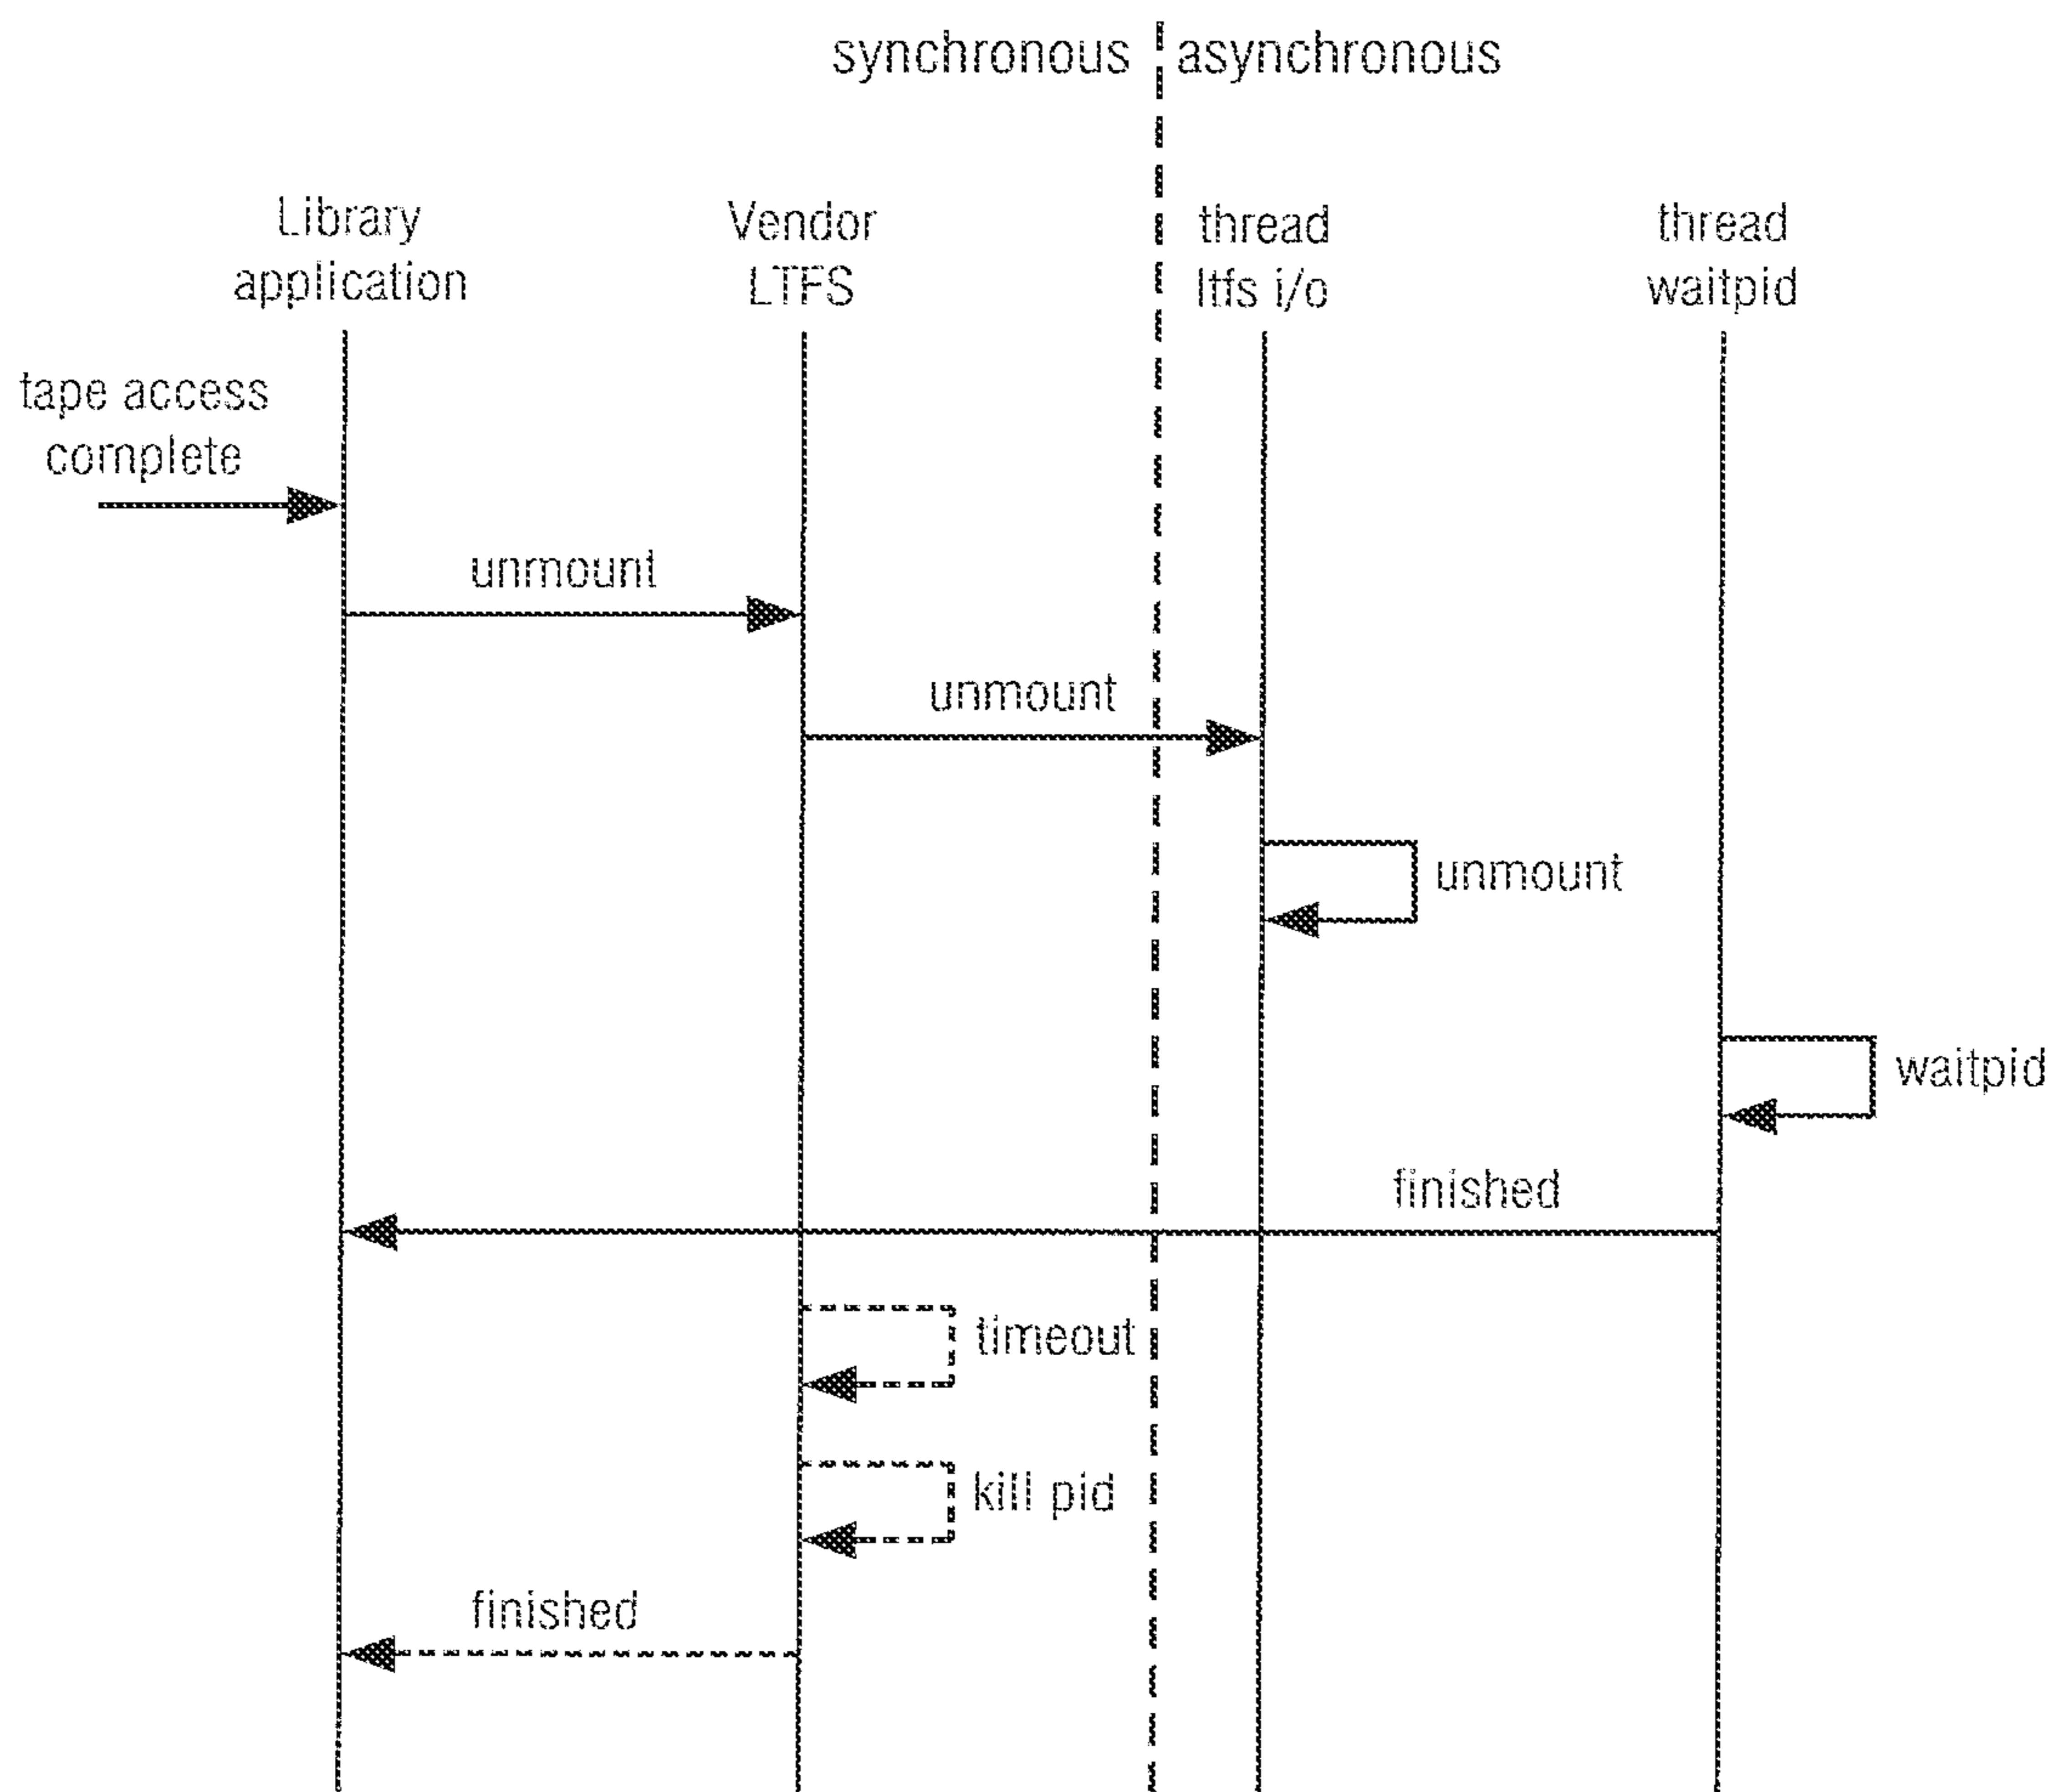 synchronous
asynchronous
Library
application
Vendor
LTFS
thread
ltfs i/o
thread
waitpid
tape access
complete
unmount
unmount
unmount
waitpid
finished
timeout
kill pid
finished